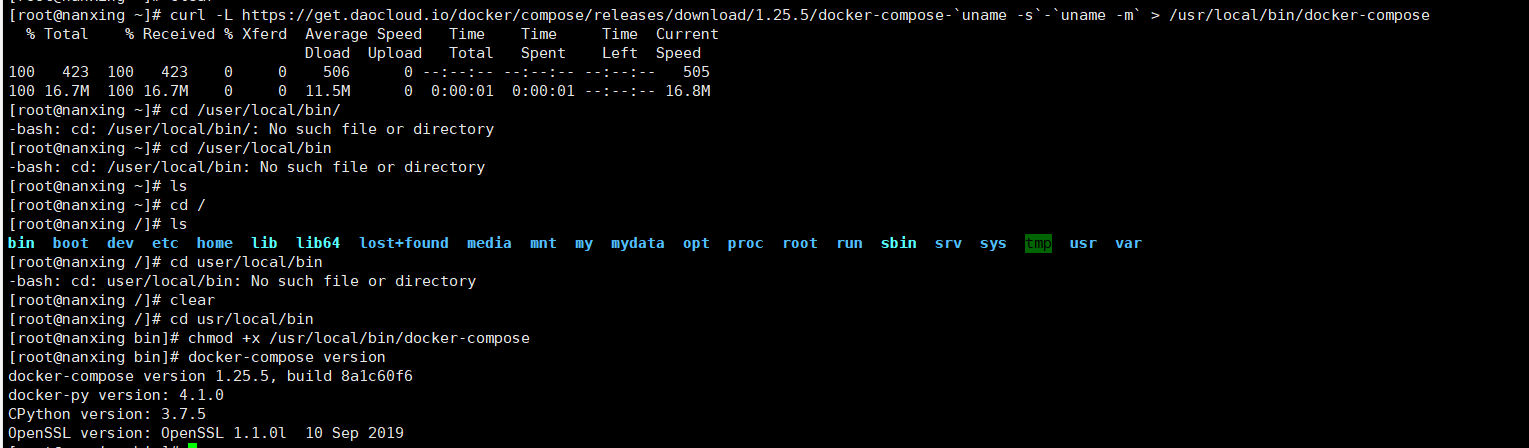 [root@nanxing ~]# curl -L https://get.daocloud.io/docker/compose/releases/download/1.25.5/docker-compose-`uname -s`-`uname -m` > /usr/local/bin/docker-compose
  % Total    % Received % Xferd  Average Speed   Time    Time     Time  Current
                                 Dload  Upload   Total   Spent    Left  Speed
100   423  100   423    0     0    506      0 --:--:-- --:--:-- --:--:--   505
100 16.7M  100 16.7M    0     0  11.5M      0  0:00:01  0:00:01 --:--:-- 16.8M
[root@nanxing ~]# cd /user/local/bin/
-bash: cd: /user/local/bin/: No such file or directory
[root@nanxing ~]# cd /user/local/bin
-bash: cd: /user/local/bin: No such file or directory
[root@nanxing ~]# ls
[root@nanxing ~]# cd /
[root@nanxing /]# ls
bin  boot  dev  etc  home  lib  lib64  lost+found  media  mnt  my  mydata  opt  proc  root  run  sbin  srv  sys  tmp  usr  var
[root@nanxing /]# cd user/local/bin
-bash: cd: user/local/bin: No such file or directory
[root@nanxing /]# clear
[root@nanxing /]# cd usr/local/bin
[root@nanxing bin]# chmod +x /usr/local/bin/docker-compose
[root@nanxing bin]# docker-compose version
docker-compose version 1.25.5, build 8a1c60f6
docker-py version: 4.1.0
CPython version: 3.7.5
OpenSSL version: OpenSSL 1.1.0l  10 Sep 2019